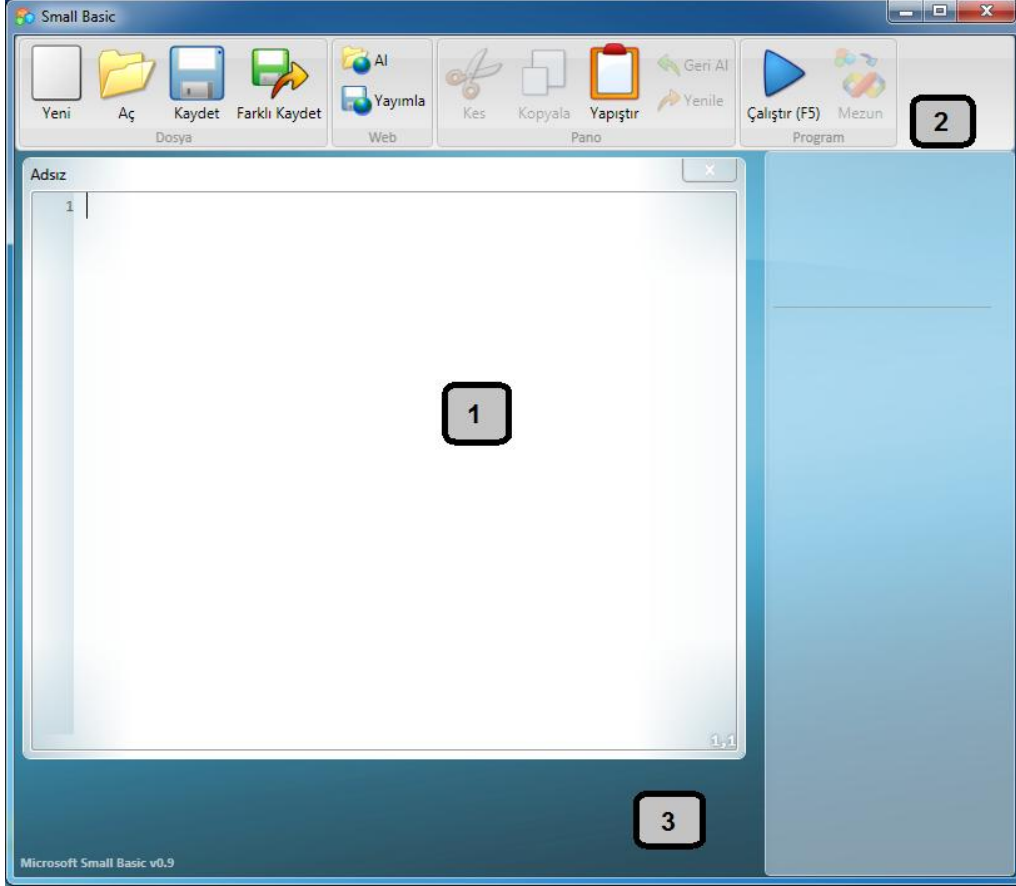 Small Basic
Yeni
Aç
Kaydet
Farklı Kaydet
Dosya
Al
Yayımla
Web
Kes
Kopyala
Yapıştır
Geri Al
Yenile
Pano
Çalıştır (F5)
Mezun
Program
2
Adsız
1
1
1,1
3
Microsoft Small Basic v0.9